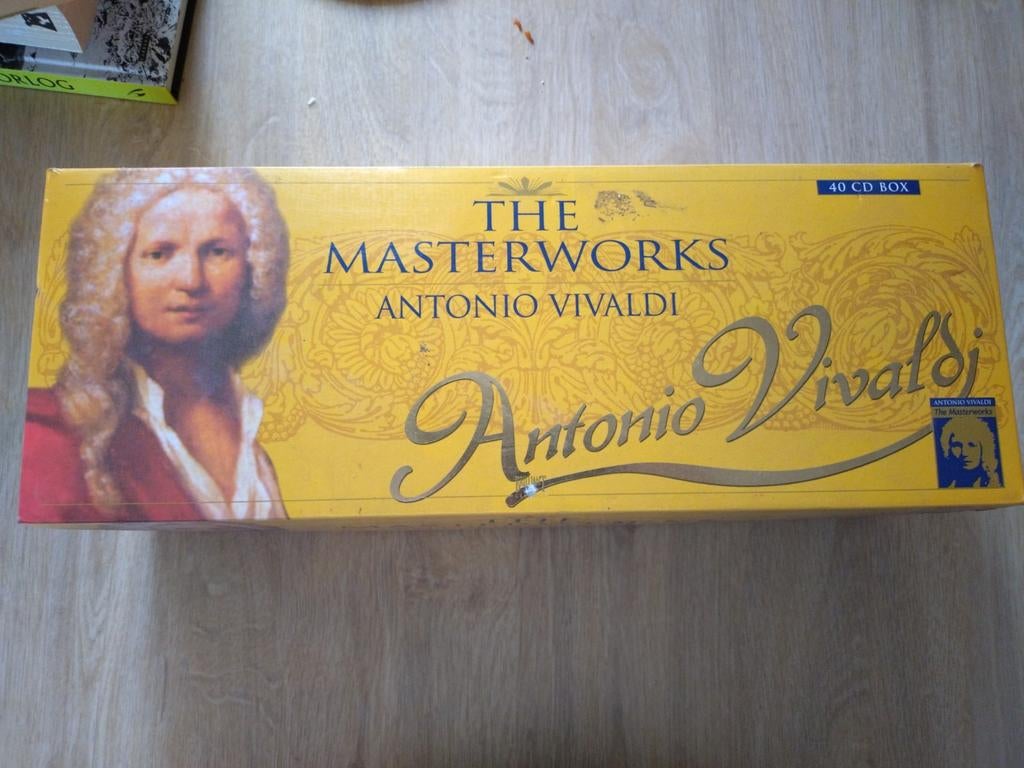 ORLOG
40 CD BOX
THE
MASTERWORKS
ANTONIO VIVALDI
Antonio Vivaldi
ANTONIO VIVALDI
The Masterworks